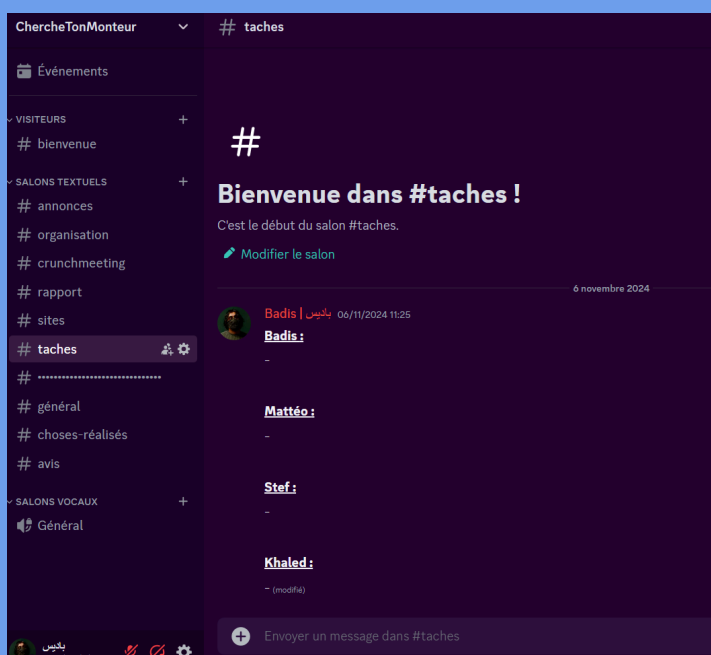 ChercheTonMonteur
Événements
VISITEURS
bienvenue
SALONS TEXTUELS
# annonces
# organisation
# crunchmeeting
# rapport
# sites
# taches
# ------------------------------
# général
# choses-réalisés
# avis
SALONS VOCAUX
Général
باديس
# taches
#
Bienvenue dans #taches !
C'est le début du salon #taches.
Modifier le salon
6 novembre 2024
Badis | باديس 06/11/2024 11:25
Badis :
-
Mattéo :
-
Stef :
-
Khaled :
- (modifié)
Envoyer un message dans #taches